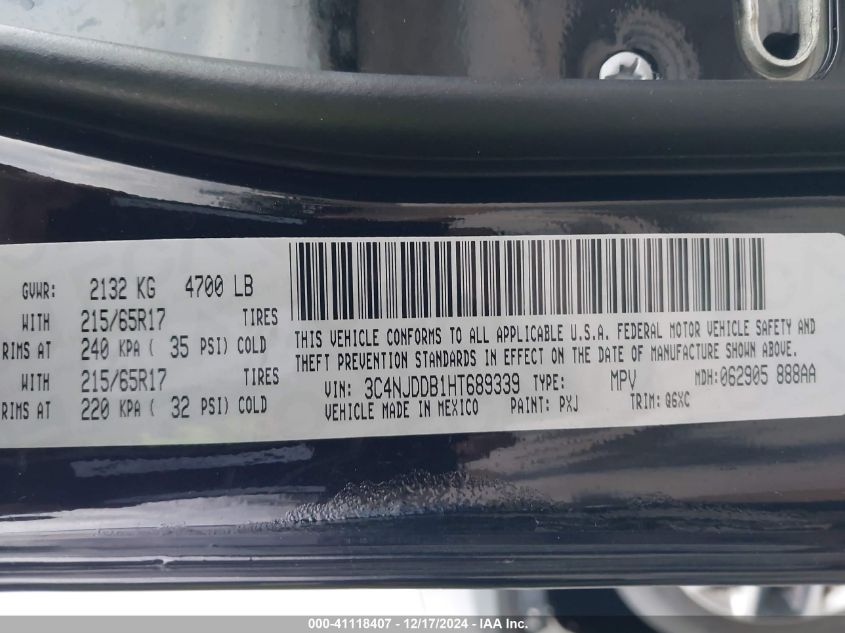 GVWR: 2132 KG 4700 LB
WITH 215/65R17 TIRES
RIMS AT 240 KPA ( 35 PSI) COLD
WITH 215/65R17 TIRES
RIMS AT 220 KPA ( 32 PSI) COLD
THIS VEHICLE CONFORMS TO ALL APPLICABLE U.S.A. FEDERAL MOTOR VEHICLE SAFETY AND
THEFT PREVENTION STANDARDS IN EFFECT ON THE DATE OF MANUFACTURE SHOWN ABOVE.
VIN: 3C4NJDDB1HT689339 TYPE: MPV MDH:062905 888AA
VEHICLE MADE IN MEXICO PAINT: PXJ TRIM: Q6XC
000-41118407 - 12/17/2024 - IAA Inc.